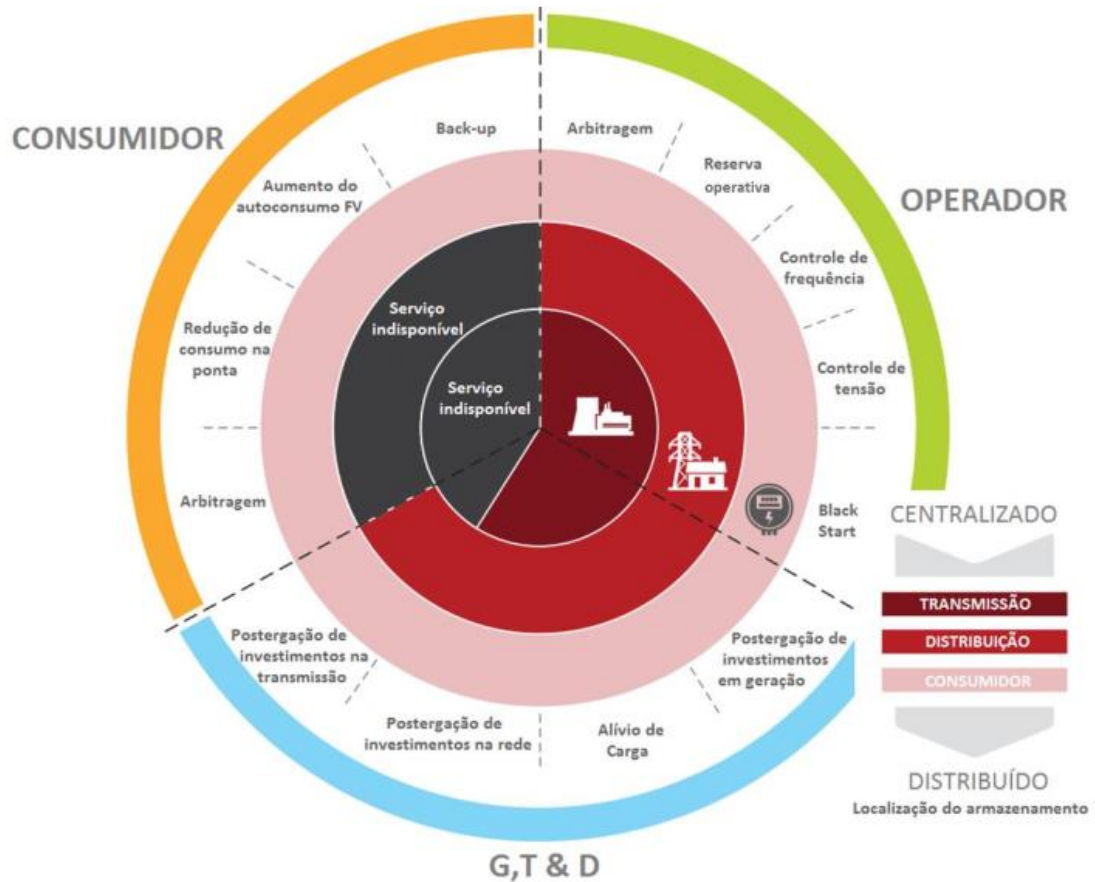 CONSUMIDOR
Back-up
Aumento do
autoconsumo FV
Redução de
consumo na
ponta
Arbitragem
OPERADOR
Arbitragem
Reserva
operativa
Controle de
frequência
Controle de
tensão
Black
Start
Serviço
indisponível
Serviço
indisponível
Postergação de
investimentos na
transmissão
Postergação de
investimentos na rede
Alívio de
Carga
Postergação de
investimentos
em geração
G,T & D
CENTRALIZADO
TRANSMISSÃO
DISTRIBUIÇÃO
CONSUMIDOR
DISTRIBUÍDO
Localização do armazenamento